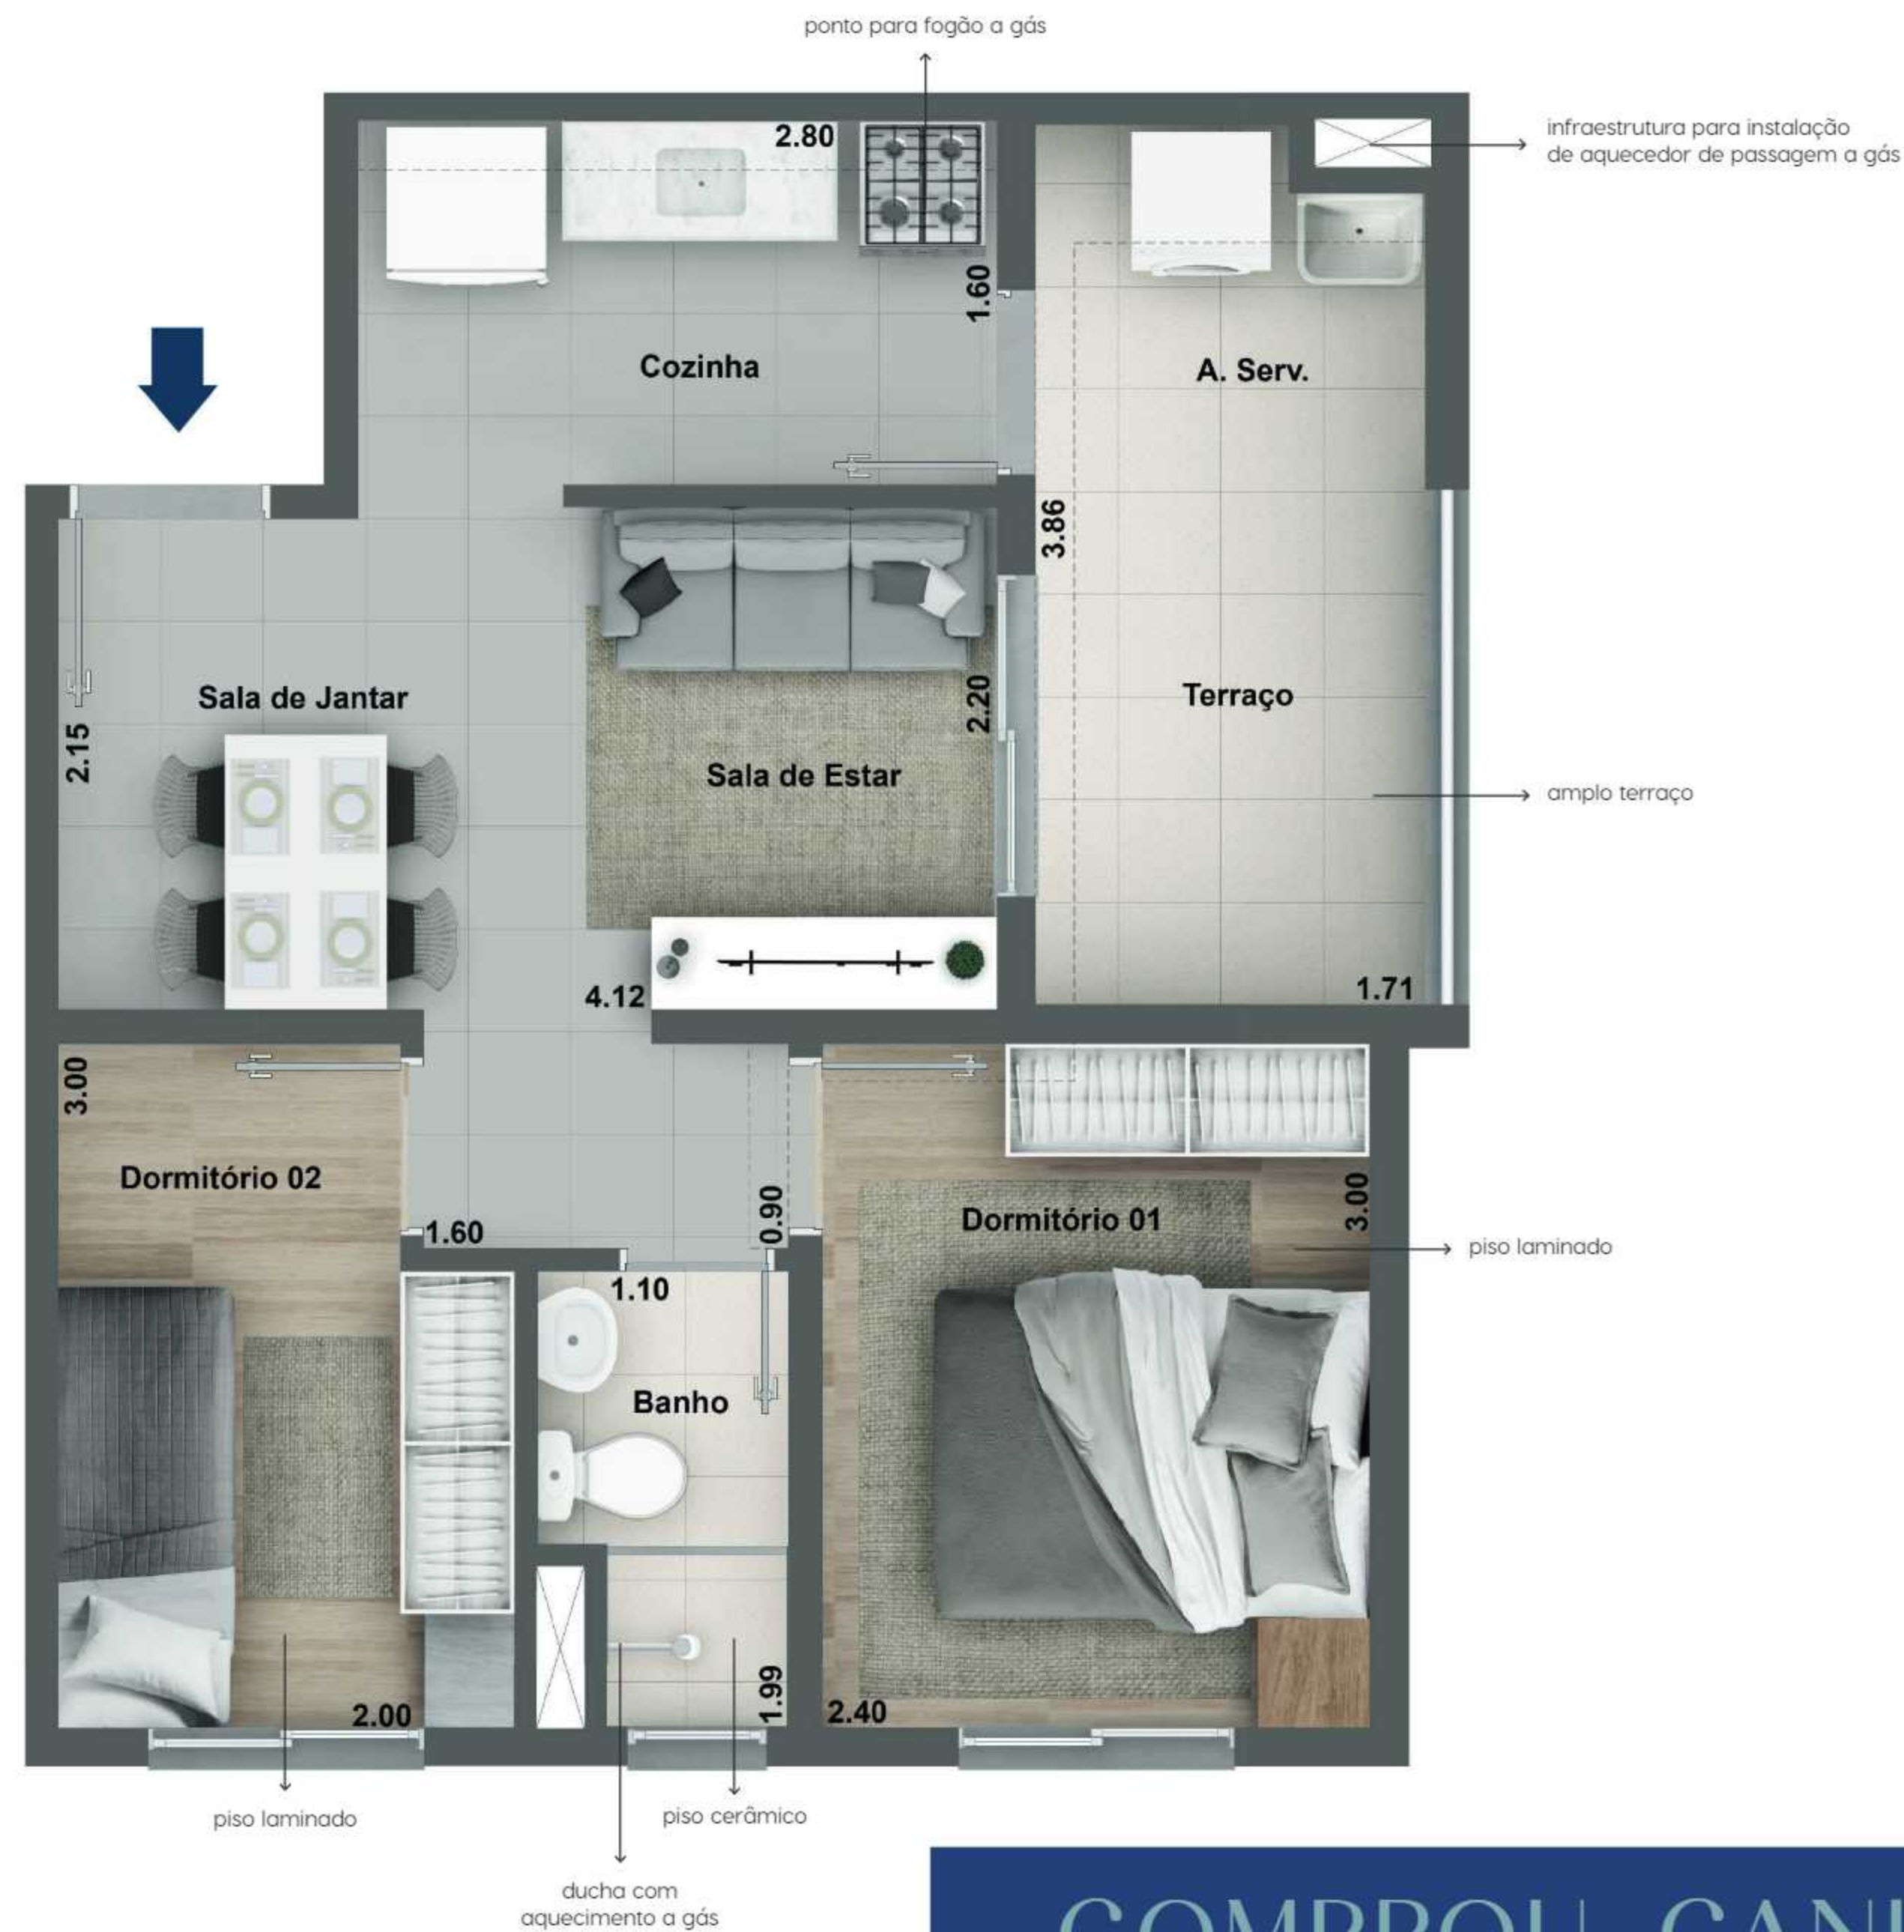 ponto para fogão a gás
infraestrutura para instalação
de aquecedor de passagem a gás
2.80
1.60
Cozinha
A. Serv.
3.86
Sala de Jantar
2.15
2.20
Terraço
Sala de Estar
amplo terraço
4.12
1.71
3.00
Dormitório 02
1.60
0.90
Dormitório 01
3.00
piso laminado
1.10
Banho
1.99
2.00
2.40
piso laminado
piso cerâmico
ducha com
aquecimento a gás
COMPROU